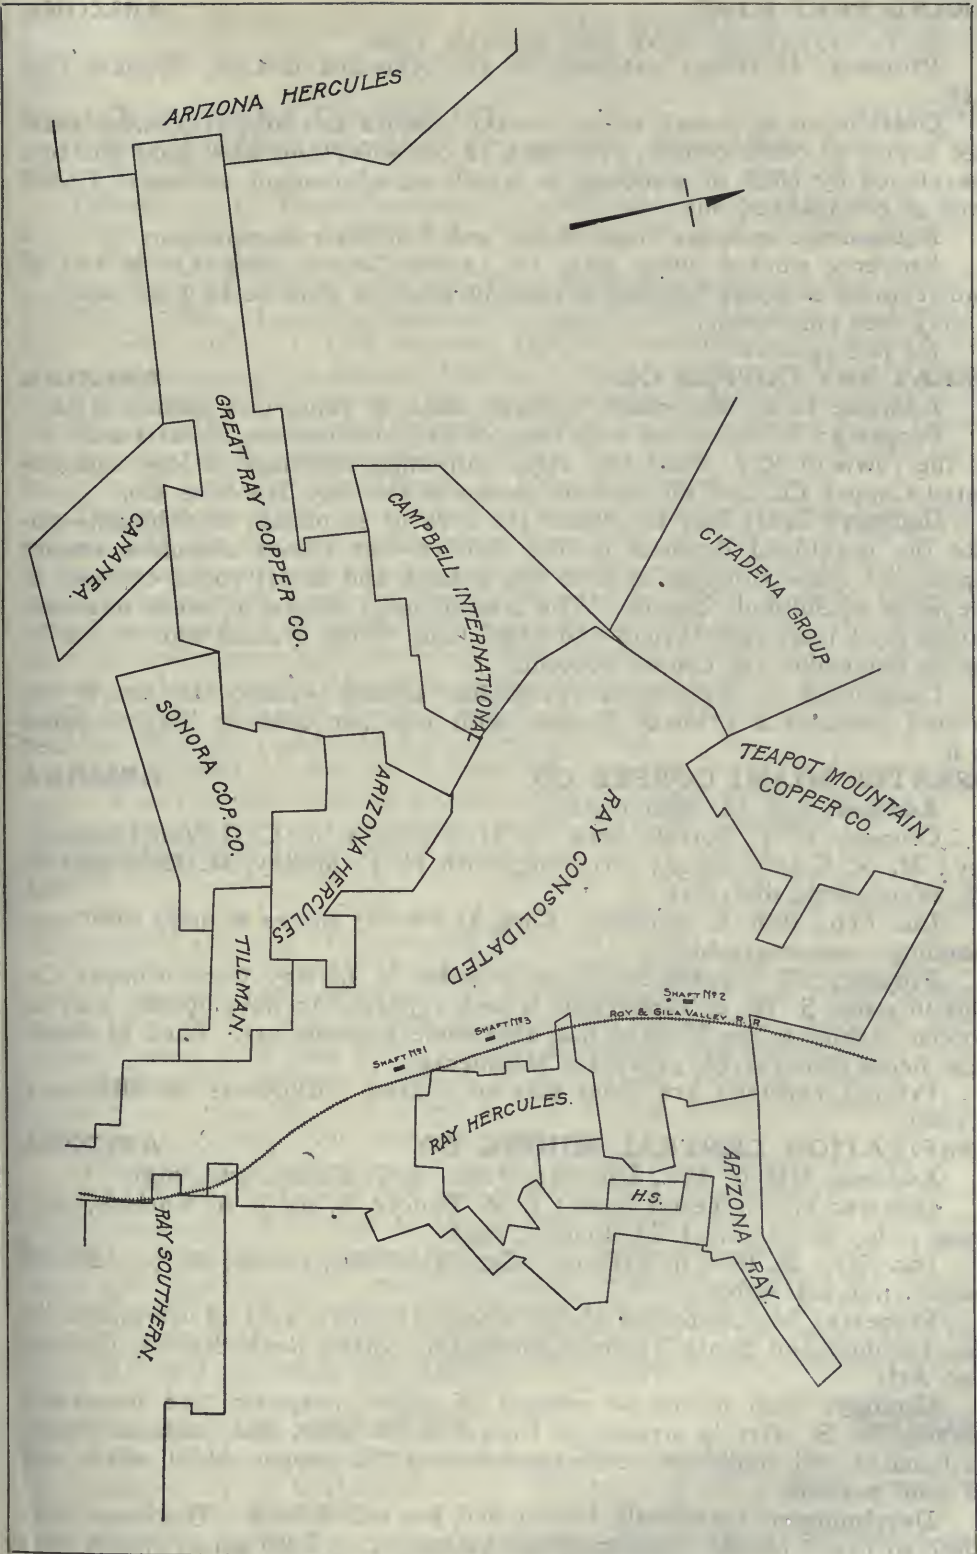 ARIZONA HERCULES
GREAT RAY COPPER CO.
CANANEA.
CAMPBELL INTERNATIONAL
CITADENA GROUP
SONORA COP. CO.
ARIZONA HERCULES
TEAPOT MOUNTAIN
COPPER CO.
RAY CONSOLIDATED
TILLMAN.
SHAFT Nº 2
ROY & GILA VALLEY R.R
SHAFT Nº 3
SHAFT Nº 1
RAY HERCULES.
H.S.
ARIZONA RAY.
RAY SOUTHERN.